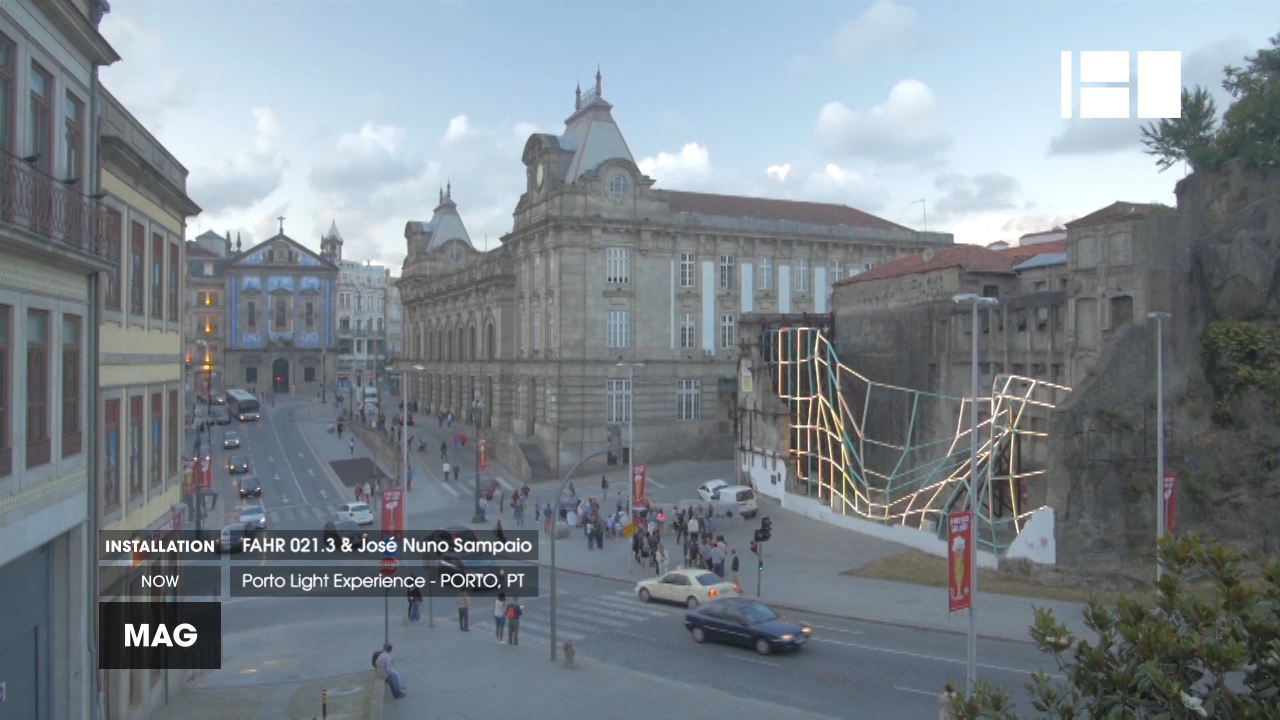 INSTALLATION
FAHR 021.3 & José Nuno Sampaio
NOW
Porto Light Experience - PORTO, PT
MAG